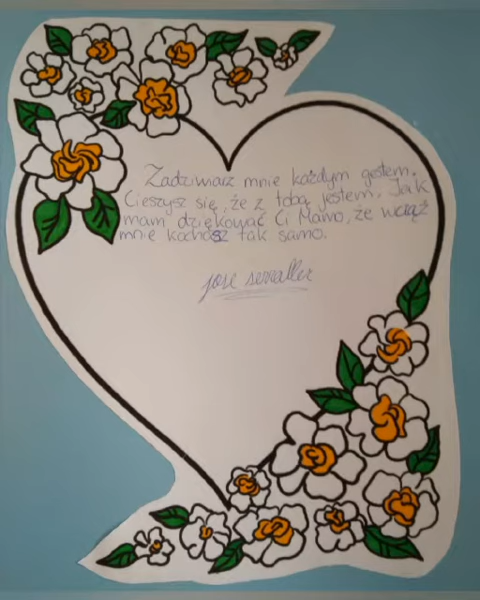 Zadziwiasz mnie każdym gestem.
Cieszysz się, że z tobą jestem. Jak
mam dziękować Ci Mamo, że wciąż
mnie kochasz tak samo.
jose